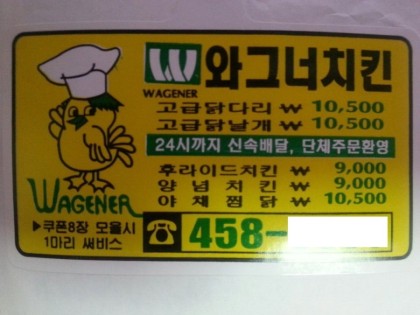 W 와그너치킨
WAGENER
고급닭다리 ₩ 10,500
고급닭날개 ₩ 10,500
24시까지 신속배달, 단체주문환영
후라이드치킨 ₩ 9,000
양념치킨 ₩ 9,000
야채찜닭 ₩ 10,500
WAGENER
▶쿠폰8장 모을시
1마리 써비스
☎ 458-